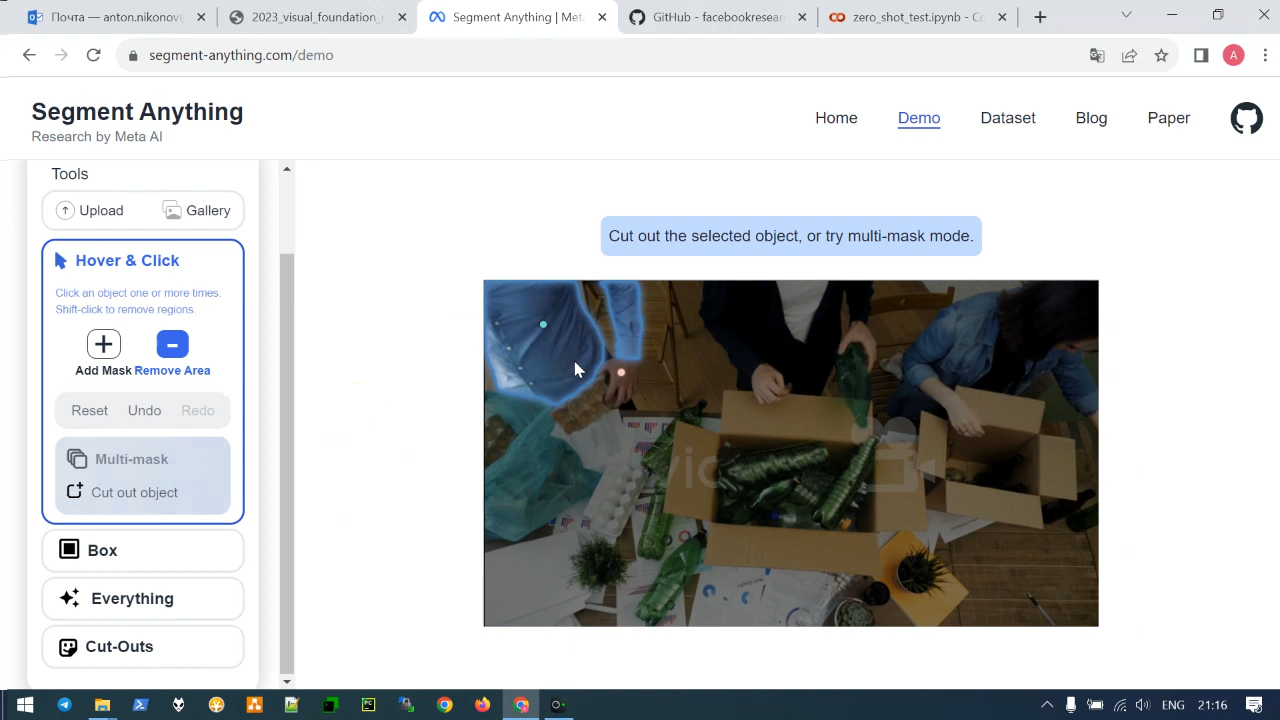 Почта — anton.nikonov@
2023_visual_foundation_
Segment Anything | Meta
GitHub - facebookresear
zero_shot_test.ipynb - Co
segment-anything.com/demo
A
Segment Anything
Research by Meta AI
Home
Demo
Dataset
Blog
Paper
Tools
Upload
Gallery
Hover & Click
Click an object one or more times.
Shift-click to remove regions.
Add Mask
Remove Area
Reset
Undo
Redo
Multi-mask
Cut out object
Box
Everything
Cut-Outs
Cut out the selected object, or try multi-mask mode.
ENG
21:16